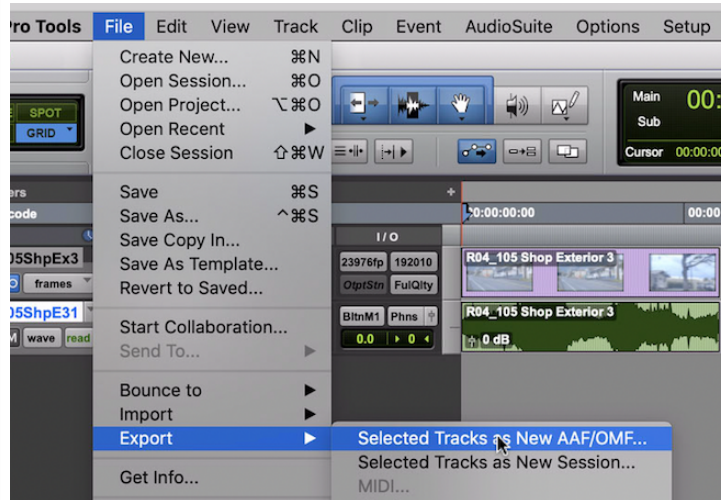 ro Tools File Edit View Track Clip Event AudioSuite Options Setup
Create New... ⌘N
Open Session... ⌘O
Open Project... ⌥⌘O
Open Recent ▶
Close Session ⇧⌘W
Save ⌘S
Save As... ^⌘S
Save Copy In...
Save As Template...
Revert to Saved...
Start Collaboration...
Send To... ▶
Bounce to ▶
Import ▶
Export ▶
Get Info...
Selected Tracks as New AAF/OMF...
Selected Tracks as New Session...
MIDI...
SPOT
GRID
Main 00:
Sub
Cursor 00:00:00
ers
code
00:00:00:00 00:00
I / O
05ShpEx3
frames
23976fp 192010
OtptStn FulQlty
R04_105 Shop Exterior 3
05ShpE31
M wave read
BltnM1 Phns
0.0 0
R04_105 Shop Exterior 3
0 dB